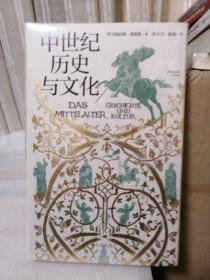 中世纪
历史
与文化
DAS
MITTELALTER
GESCHICHTE
UND
KULTUR